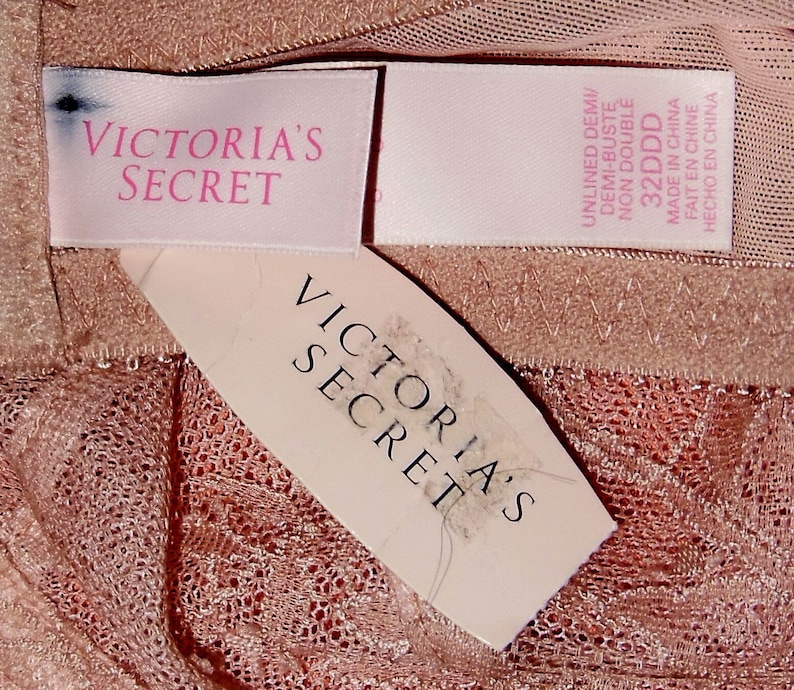 VICTORIA'S
SECRET
UNLINED DEMI/
DEMI-BUSTE
NON DOUBLE
32DDD
MADE IN CHINA
FAIT EN CHINE
HECHO EN CHINA
VICTORIA'S
SECRET